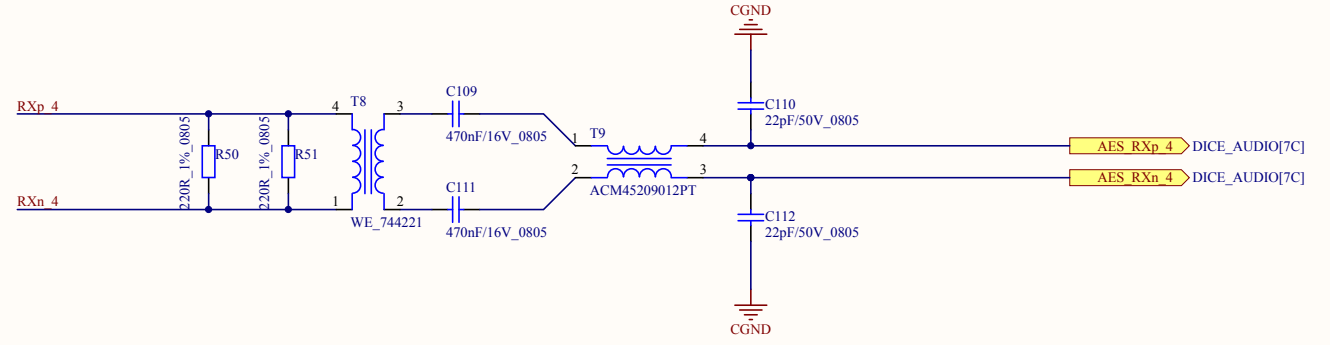 CGND
C110
22pF/50V_0805
RXp_4
220R_1%_0805
R50
220R_1%_0805
R51
4
T8
3
C109
470nF/16V_0805
1
T9
4
AES_RXp_4
DICE_AUDIO[7C]
2
3
AES_RXn_4
DICE_AUDIO[7C]
ACM45209012PT
RXn_4
1
2
WE_744221
C111
470nF/16V_0805
C112
22pF/50V_0805
CGND